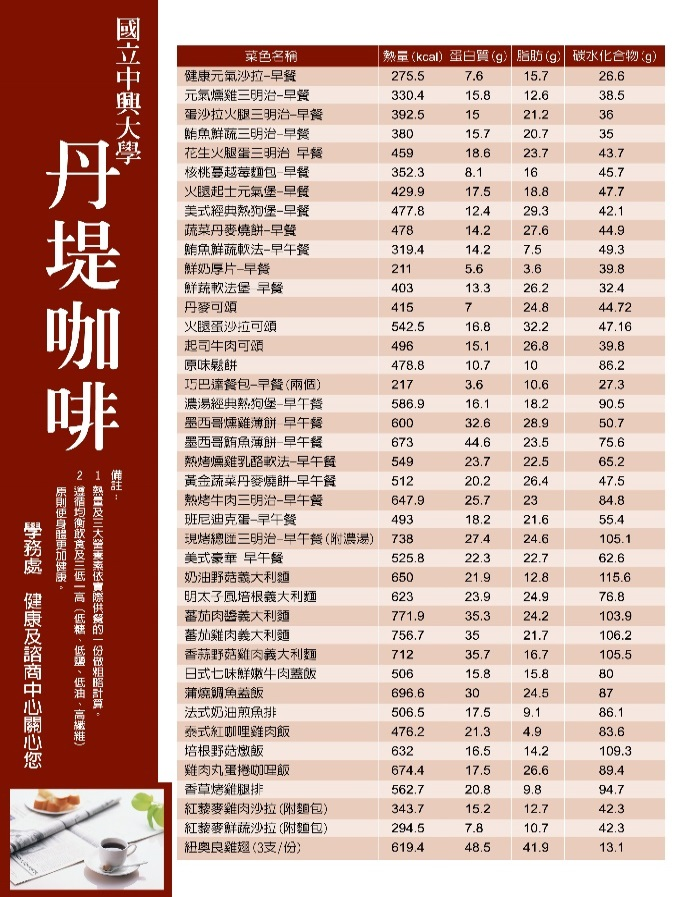 國立中興大學
丹堤咖啡
備註：
1 熱量及三大營養素依實際供餐的一份做粗略計算。
2 遵循均衡飲食及三低一高（低糖、低鹽、低油、高纖維）
原則使身體更加健康。
學務處 健康及諮商中心關心您
菜色名稱 熱量(kcal) 蛋白質(g) 脂肪(g) 碳水化合物(g)
健康元氣沙拉-早餐 275.5 7.6 15.7 26.6
元氣燻雞三明治-早餐 330.4 15.8 12.6 38.5
蛋沙拉火腿三明治-早餐 392.5 15 21.2 36
鮪魚鮮蔬三明治-早餐 380 15.7 20.7 35
花生火腿蛋三明治 早餐 459 18.6 23.7 43.7
核桃蔓越莓麵包-早餐 352.3 8.1 16 45.7
火腿起士元氣堡-早餐 429.9 17.5 18.8 47.7
美式經典熱狗堡-早餐 477.8 12.4 29.3 42.1
蔬菜丹麥燒餅-早餐 478 14.2 27.6 44.9
鮪魚鮮蔬軟法-早午餐 319.4 14.2 7.5 49.3
鮮奶厚片-早餐 211 5.6 3.6 39.8
鮮蔬軟法堡 早餐 403 13.3 26.2 32.4
丹麥可頌 415 7 24.8 44.72
火腿蛋沙拉可頌 542.5 16.8 32.2 47.16
起司牛肉可頌 496 15.1 26.8 39.8
原味鬆餅 478.8 10.7 10 86.2
巧巴達餐包-早餐(兩個) 217 3.6 10.6 27.3
濃湯經典熱狗堡-早午餐 586.9 16.1 18.2 90.5
墨西哥燻雞薄餅 早午餐 600 32.6 28.9 50.7
墨西哥鮪魚薄餅-早午餐 673 44.6 23.5 75.6
熱烤燻雞乳酪軟法-早午餐 549 23.7 22.5 65.2
黃金蔬菜丹麥燒餅-早午餐 512 20.2 26.4 47.5
熱烤牛肉三明治-早午餐 647.9 25.7 23 84.8
班尼迪克蛋-早午餐 493 18.2 21.6 55.4
現烤總匯三明治-早午餐(附濃湯) 738 27.4 24.6 105.1
美式豪華 早午餐 525.8 22.3 22.7 62.6
奶油野菇義大利麵 650 21.9 12.8 115.6
明太子鳳培根義大利麵 623 23.9 24.9 76.8
蕃茄肉醬義大利麵 771.9 35.3 24.2 103.9
蕃茄雞肉義大利麵 756.7 35 21.7 106.2
香蒜野菇雞肉義大利麵 712 35.7 16.7 105.5
日式七味鮮嫩牛肉蓋飯 506 15.8 15.8 80
蒲燒鯛魚蓋飯 696.6 30 24.5 87
法式奶油煎魚排 506.5 17.5 9.1 86.1
泰式紅咖哩雞肉飯 476.2 21.3 4.9 83.6
培根野菇燉飯 632 16.5 14.2 109.3
雞肉丸蛋捲咖哩飯 674.4 17.5 26.6 89.4
香草烤雞腿排 562.7 20.8 9.8 94.7
紅藜麥雞肉沙拉(附麵包) 343.7 15.2 12.7 42.3
紅藜麥鮮蔬沙拉(附麵包) 294.5 7.8 10.7 42.3
紐奧良雞翅(3支/份) 619.4 48.5 41.9 13.1